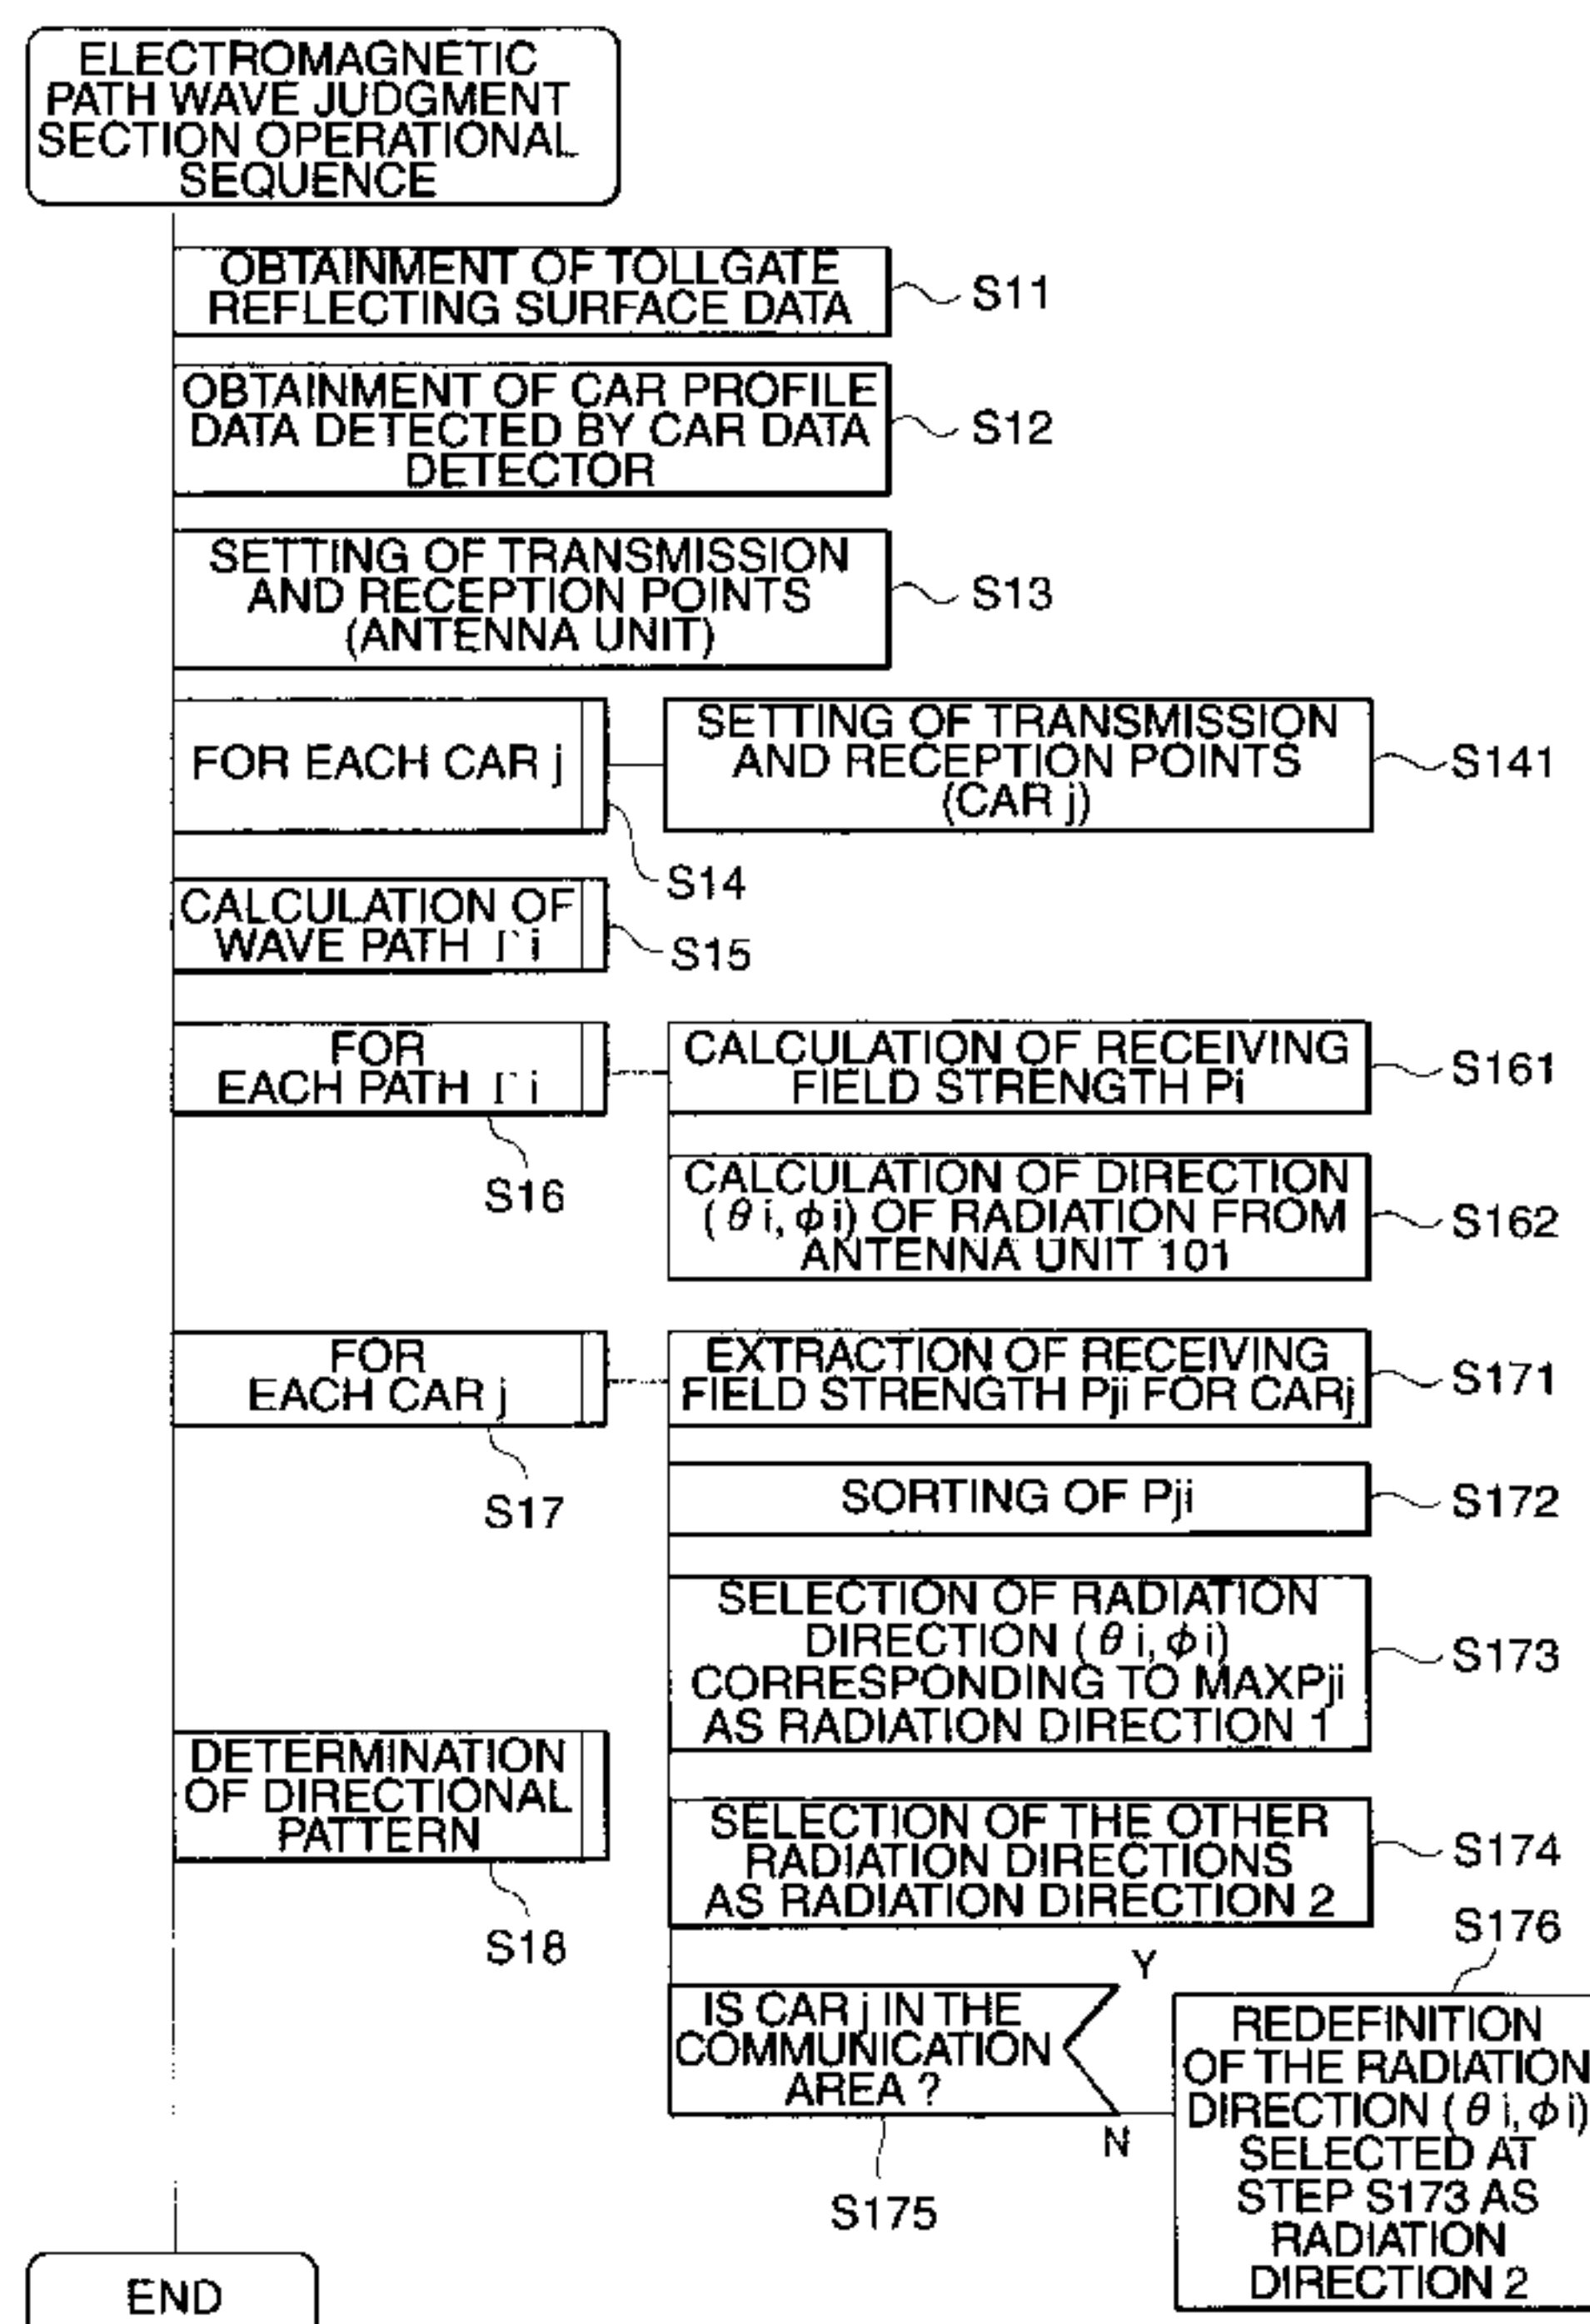 ELECTROMAGNETIC
PATH WAVE JUDGMENT
SECTION OPERATIONAL
SEQUENCE
OBTAINMENT OF TOLLGATE
REFLECTING SURFACE DATA
S11
OBTAINMENT OF CAR PROFILE
DATA DETECTED BY CAR DATA
DETECTOR
S12
SETTING OF TRANSMISSION
AND RECEPTION POINTS
(ANTENNA UNIT)
S13
FOR EACH CAR j
S14
SETTING OF TRANSMISSION
AND RECEPTION POINTS
(CAR j)
S141
CALCULATION OF
WAVE PATH Γi
S15
FOR
EACH PATH Γi
S16
CALCULATION OF RECEIVING
FIELD STRENGTH Pi
S161
CALCULATION OF DIRECTION
(θi, φi) OF RADIATION FROM
ANTENNA UNIT 101
S162
FOR
EACH CAR j
S17
EXTRACTION OF RECEIVING
FIELD STRENGTH Pji FOR CARj
S171
SORTING OF Pji
S172
SELECTION OF RADIATION
DIRECTION (θi, φi)
CORRESPONDING TO MAXPji
AS RADIATION DIRECTION 1
S173
DETERMINATION
OF DIRECTIONAL
PATTERN
S18
SELECTION OF THE OTHER
RADIATION DIRECTIONS
AS RADIATION DIRECTION 2
S174
IS CAR j IN THE
COMMUNICATION
AREA ?
S175
Y
N
S176
REDEFINITION
OF THE RADIATION
DIRECTION (θi, φi)
SELECTED AT
STEP S173 AS
RADIATION
DIRECTION 2
END